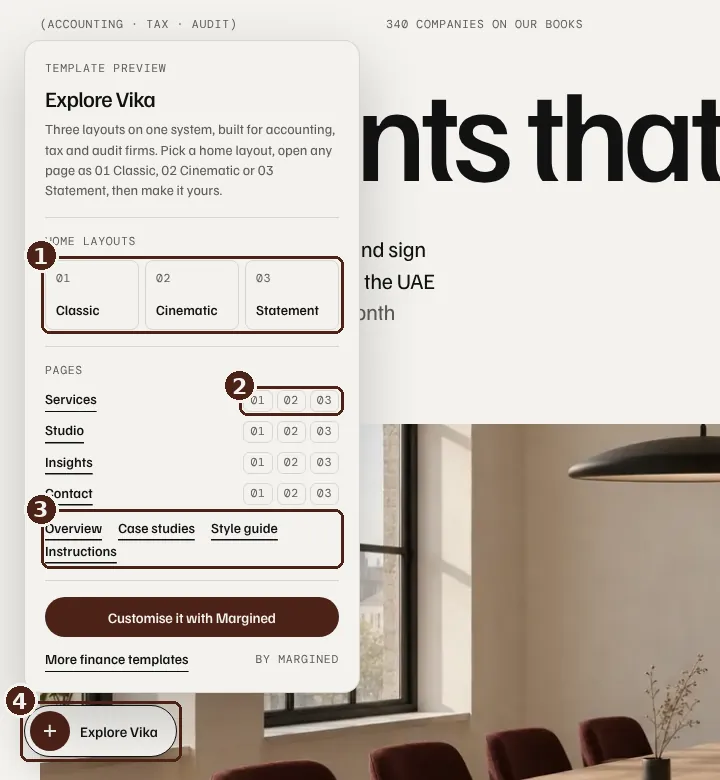 (ACCOUNTING · TAX · AUDIT)
340 COMPANIES ON OUR BOOKS
TEMPLATE PREVIEW
Explore Vika
Three layouts on one system, built for accounting,
tax and audit firms. Pick a home layout, open any
page as 01 Classic, 02 Cinematic or 03
Statement, then make it yours.
nts that
nd sign
the UAE
onth
HOME LAYOUTS
1
01
02
03
Classic
Cinematic
Statement
PAGES
2
Services
01 02 03
Studio
01 02 03
Insights
01 02 03
Contact
01 02 03
3
Overview Case studies Style guide
Instructions
Customise it with Margined
More finance templates
BY MARGINED
4
+ Explore Vika